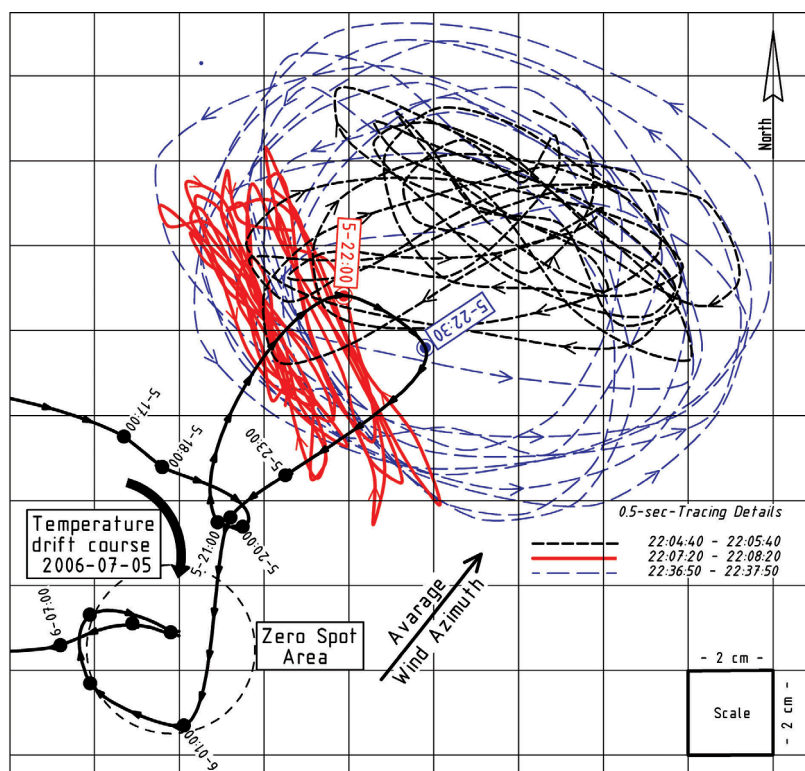 North
5-22:00
5-22:30
5-17:00
5-18:00
5-23:00
5-21:00
5-20:00
Temperature
drift course
2006-07-05
0.5-sec-Tracing Details
22:04:40 - 22:05:40
22:07:20 - 22:08:20
22:36:50 - 22:37:50
Avarage
Wind Azimuth
6-07:00
Zero Spot
Area
6-01:00
- 2 cm -
Scale
- 2 cm -